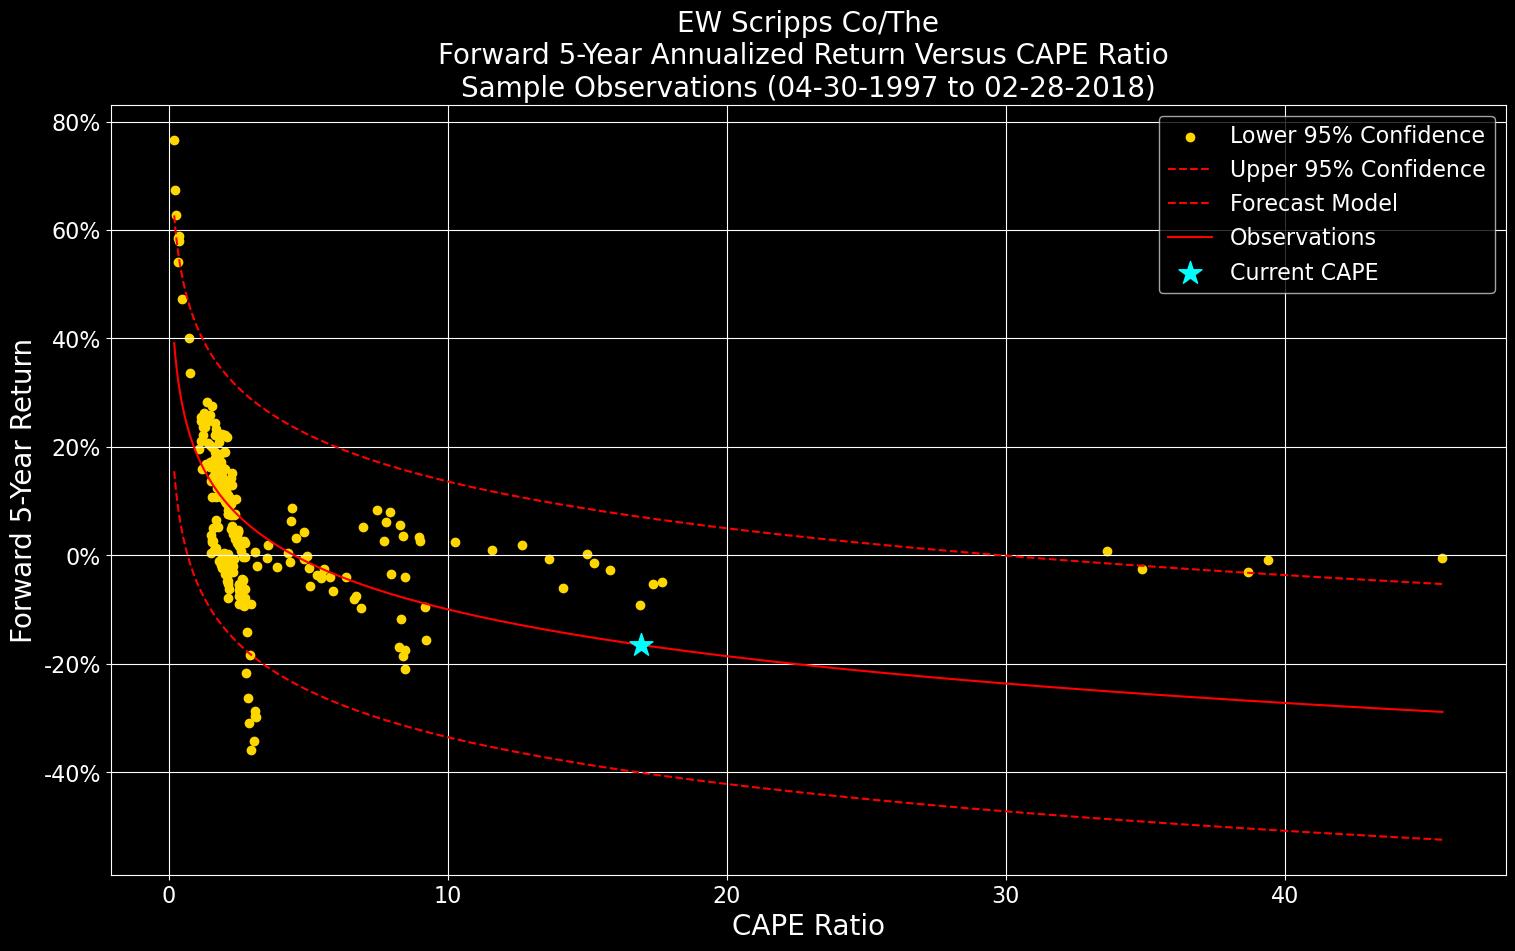 EW Scripps Co/The
Forward 5-Year Annualized Return Versus CAPE Ratio
Sample Observations (04-30-1997 to 02-28-2018)
Lower 95% Confidence
Upper 95% Confidence
Forecast Model
Observations
Current CAPE
Forward 5-Year Return
80%
60%
40%
20%
0%
-20%
-40%
0
10
20
30
40
CAPE Ratio